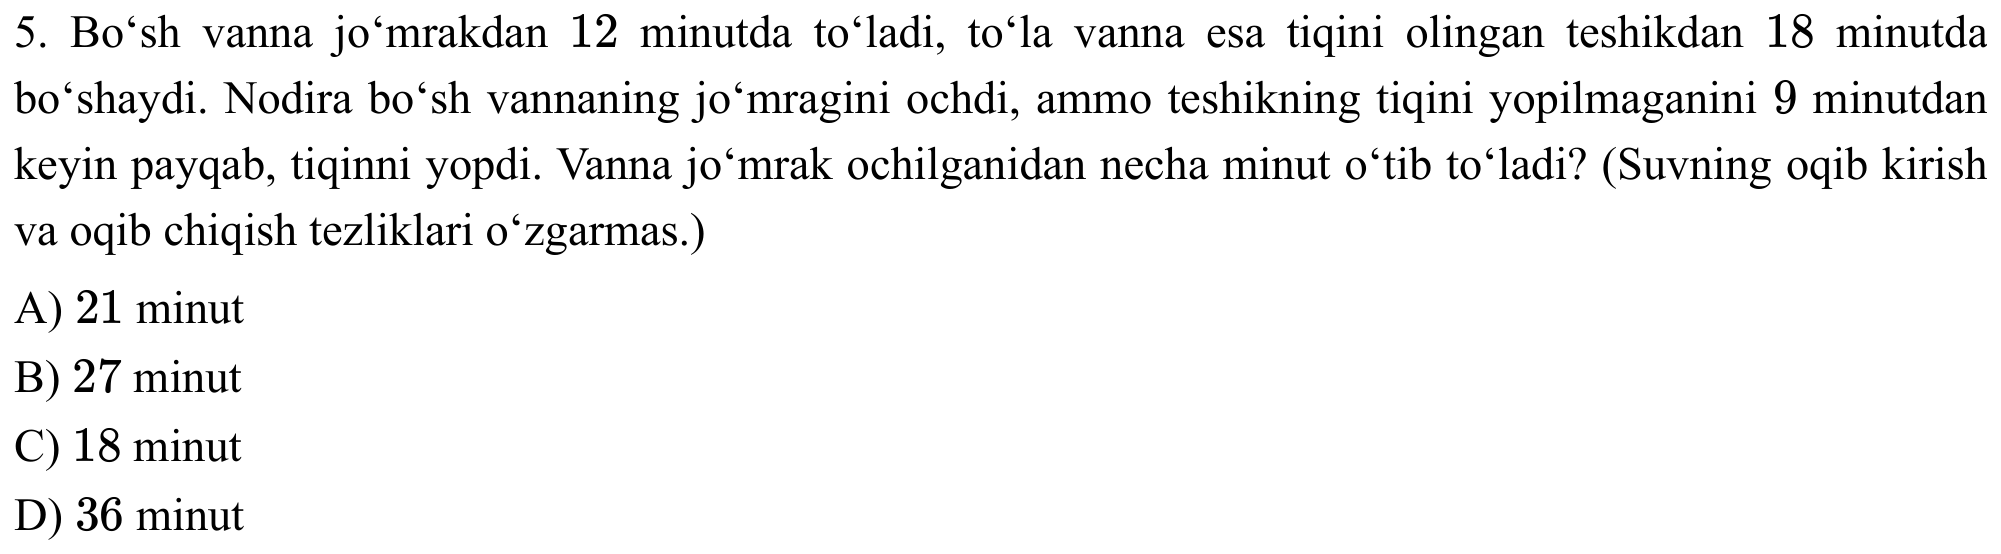 5. Bo‘sh vanna jo‘mrakdan 12 minutda to‘ladi, to‘la vanna esa tiqini olingan teshikdan 18 minutda
bo‘shaydi. Nodira bo‘sh vannaning jo‘mragini ochdi, ammo teshikning tiqini yopilmaganini 9 minutdan
keyin payqab, tiqinni yopdi. Vanna jo‘mrak ochilganidan necha minut o‘tib to‘ladi? (Suvning oqib kirish
va oqib chiqish tezliklari o‘zgarmas.)
A) 21 minut
B) 27 minut
C) 18 minut
D) 36 minut